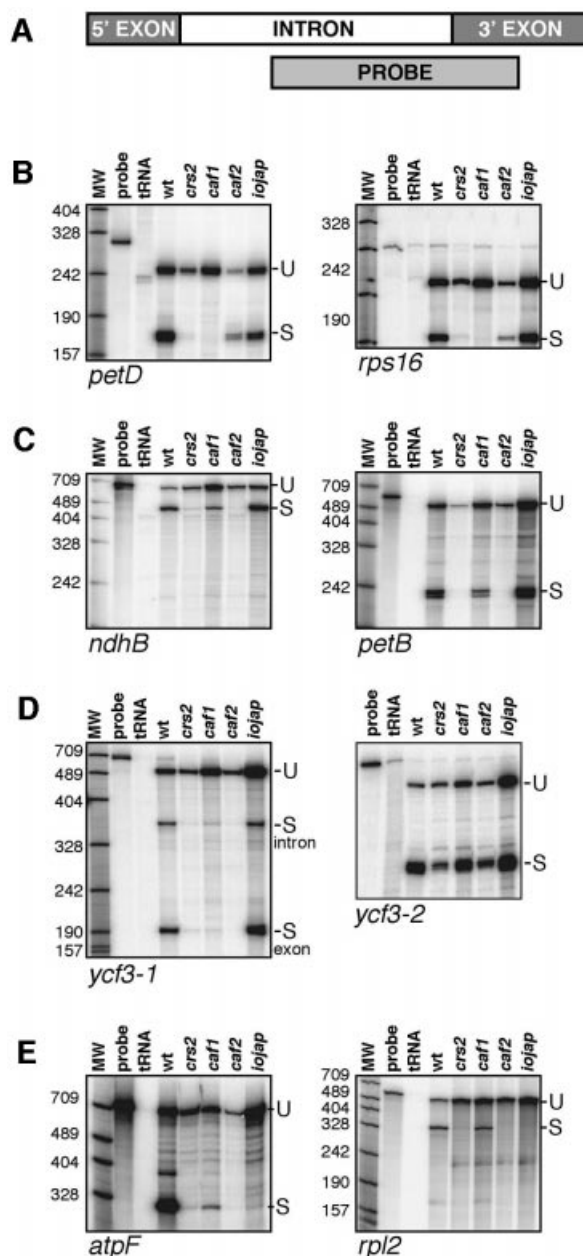 A
5' EXON INTRON 3' EXON
PROBE
B
MW probe tRNA wt crs2 caf1 caf2 iojap
404
328
242
190
157
-U
-S
petD
MW probe tRNA wt crs2 caf1 caf2 iojap
328
242
190
157
-U
-S
rps16
C
MW probe tRNA wt crs2 caf1 caf2 iojap
709
489
404
328
242
-U
-S
ndhB
MW probe tRNA wt crs2 caf1 caf2 iojap
709
489
404
328
242
-U
-S
petB
D
MW probe tRNA wt crs2 caf1 caf2 iojap
709
489
404
328
242
190
157
-U
-S
intron
-S
exon
ycf3-1
probe tRNA wt crs2 caf1 caf2 iojap
-U
-S
ycf3-2
E
MW probe tRNA wt crs2 caf1 caf2 iojap
709
489
404
328
U
-S
atpF
MW probe tRNA wt crs2 caf1 caf2 iojap
709
489
404
328
242
190
157
-U
-S
rpl2